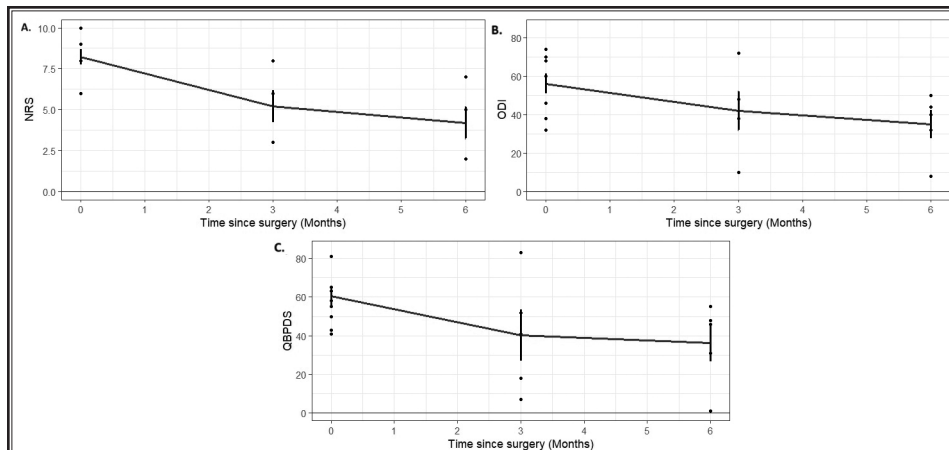 A.
10.0
7.5
5.0
2.5
0.0
NRS
0 1 2 3 4 5 6
Time since surgery (Months)
B.
80
60
40
20
0
ODI
0 1 2 3 4 5 6
Time since surgery (Months)
C.
80
60
40
20
0
QBPDS
0 1 2 3 4 5 6
Time since surgery (Months)